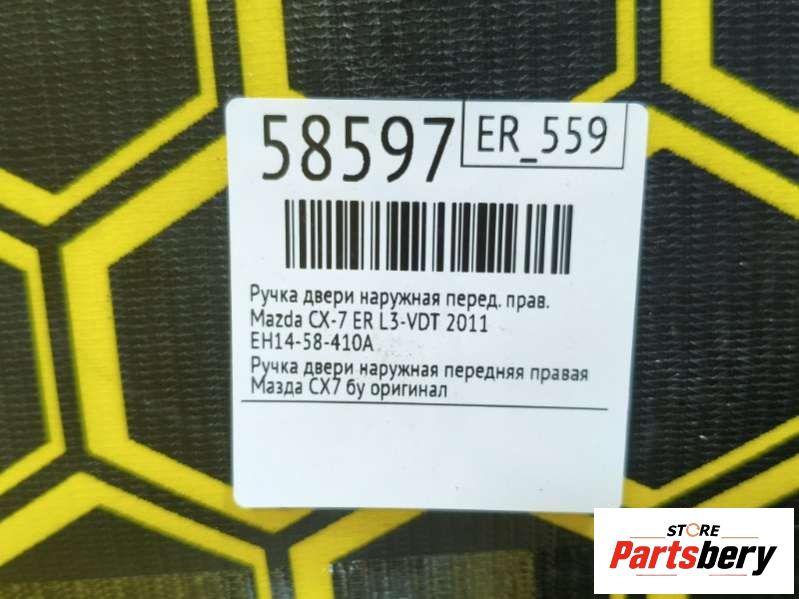 58597
ER_559
Ручка двери наружная перед. прав.
Mazda CX-7 ER L3-VDT 2011
EH14-58-410A
Ручка двери наружная передняя правая
Мазда СХ7 бу оригинал
STORE
Partsbery